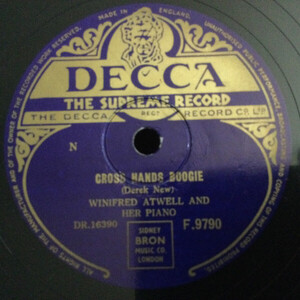 MADE IN ENGLAND.
DECCA
THE SUPREME RECORD
THE DECCA REGD RECORD CO. LTD.
N
CROSS HANDS BOOGIE
(Derek New)
WINIFRED ATWELL AND
HER PIANO
DR.16390
F.9790
SIDNEY
BRON
MUSIC CO.
LONDON